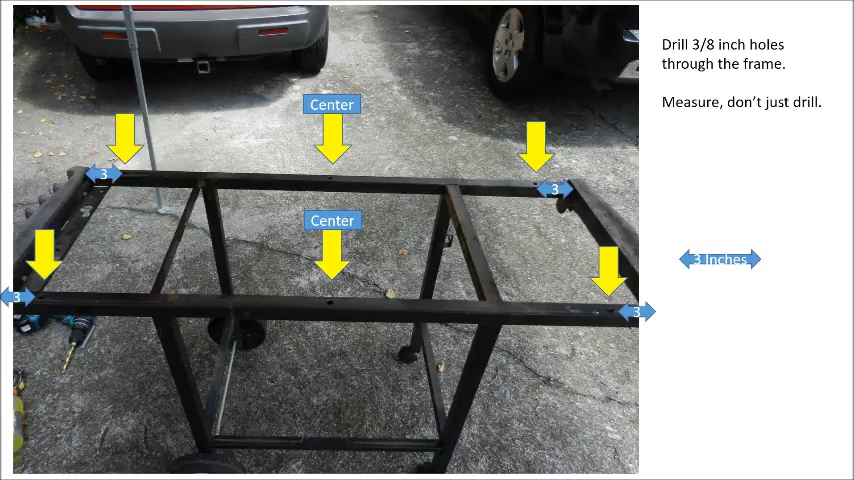 Drill 3/8 inch holes
through the frame.
Measure, don't just drill.
Center
3
3
Center
3 Inches
3
3